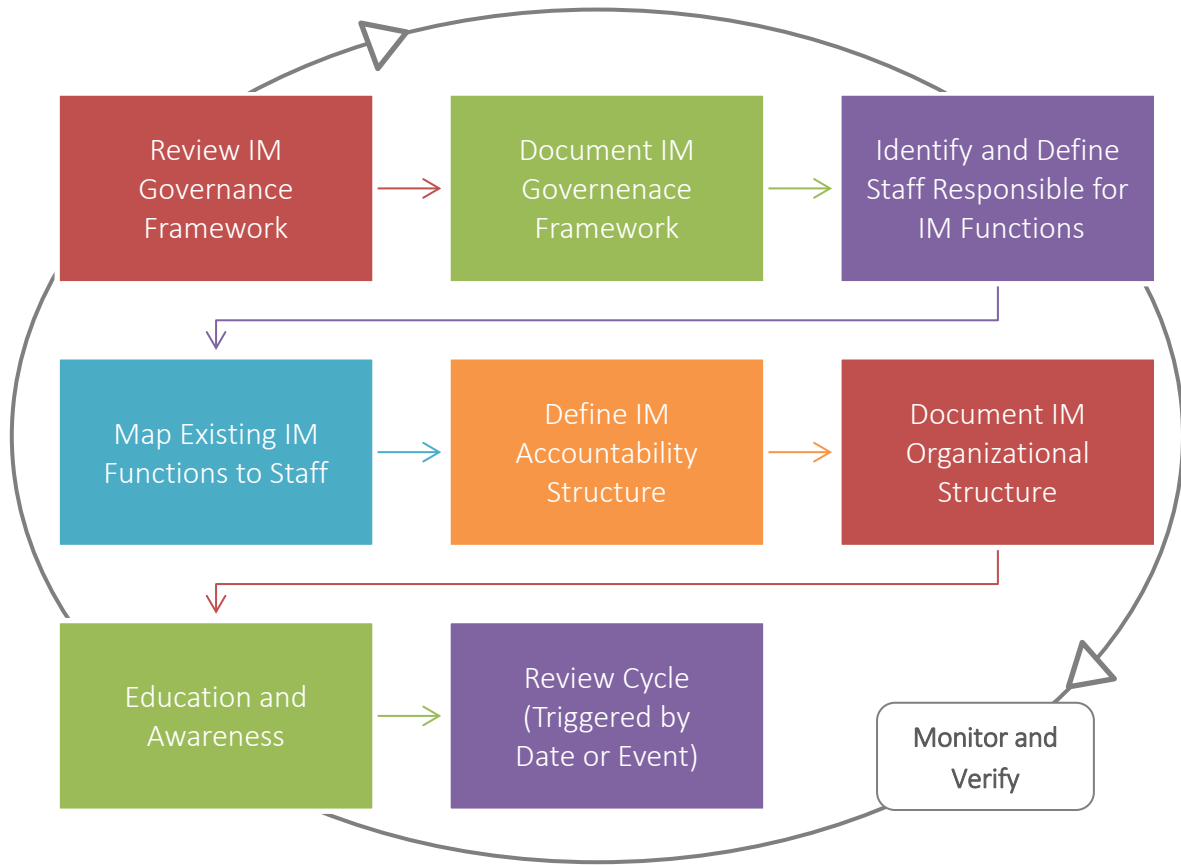 Review IM
Governance
Framework
Document IM
Governenace
Framework
Identify and Define
Staff Responsible for
IM Functions
Map Existing IM
Functions to Staff
Define IM
Accountability
Structure
Document IM
Organizational
Structure
Education and
Awareness
Review Cycle
(Triggered by
Date or Event)
Monitor and
Verify